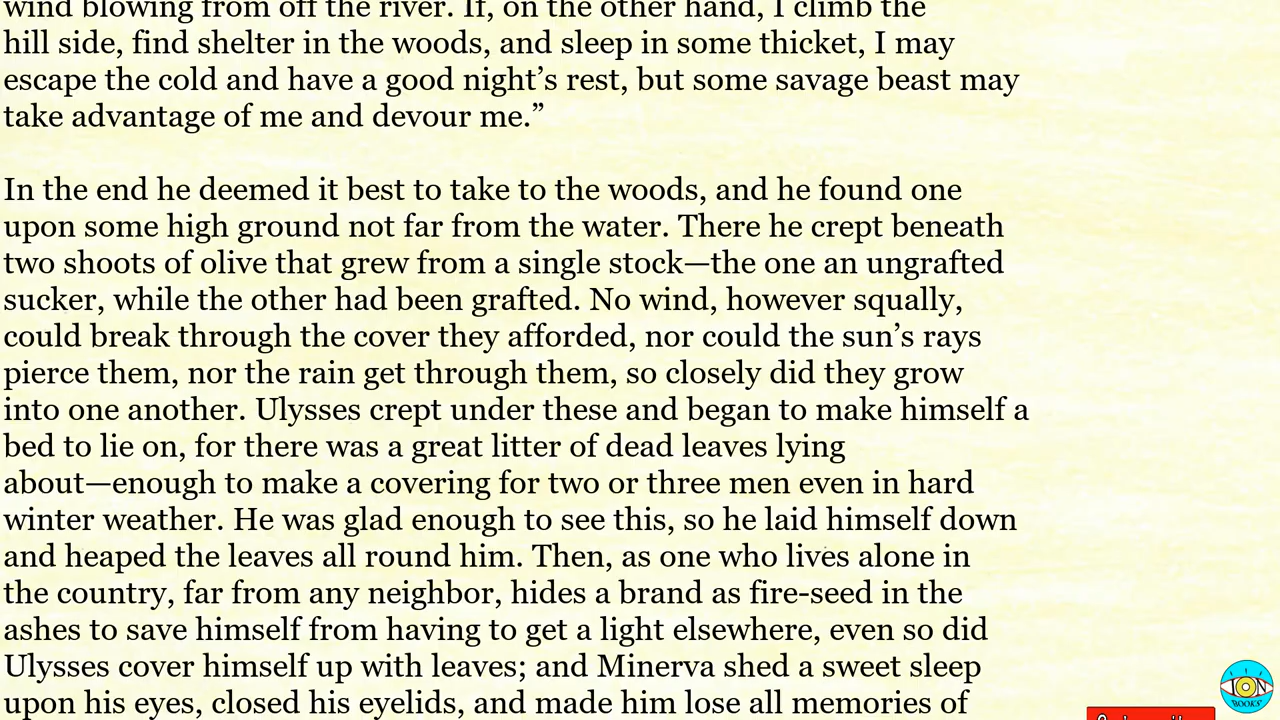 wind blowing from off the river. If, on the other hand, I climb the
hill side, find shelter in the woods, and sleep in some thicket, I may
escape the cold and have a good night’s rest, but some savage beast may
take advantage of me and devour me.”
In the end he deemed it best to take to the woods, and he found one
upon some high ground not far from the water. There he crept beneath
two shoots of olive that grew from a single stock—the one an ungrafted
sucker, while the other had been grafted. No wind, however squally,
could break through the cover they afforded, nor could the sun’s rays
pierce them, nor the rain get through them, so closely did they grow
into one another. Ulysses crept under these and began to make himself a
bed to lie on, for there was a great litter of dead leaves lying
about—enough to make a covering for two or three men even in hard
winter weather. He was glad enough to see this, so he laid himself down
and heaped the leaves all round him. Then, as one who lives alone in
the country, far from any neighbor, hides a brand as fire-seed in the
ashes to save himself from having to get a light elsewhere, even so did
Ulysses cover himself up with leaves; and Minerva shed a sweet sleep
upon his eyes, closed his eyelids, and made him lose all memories of
ION
BOOKS